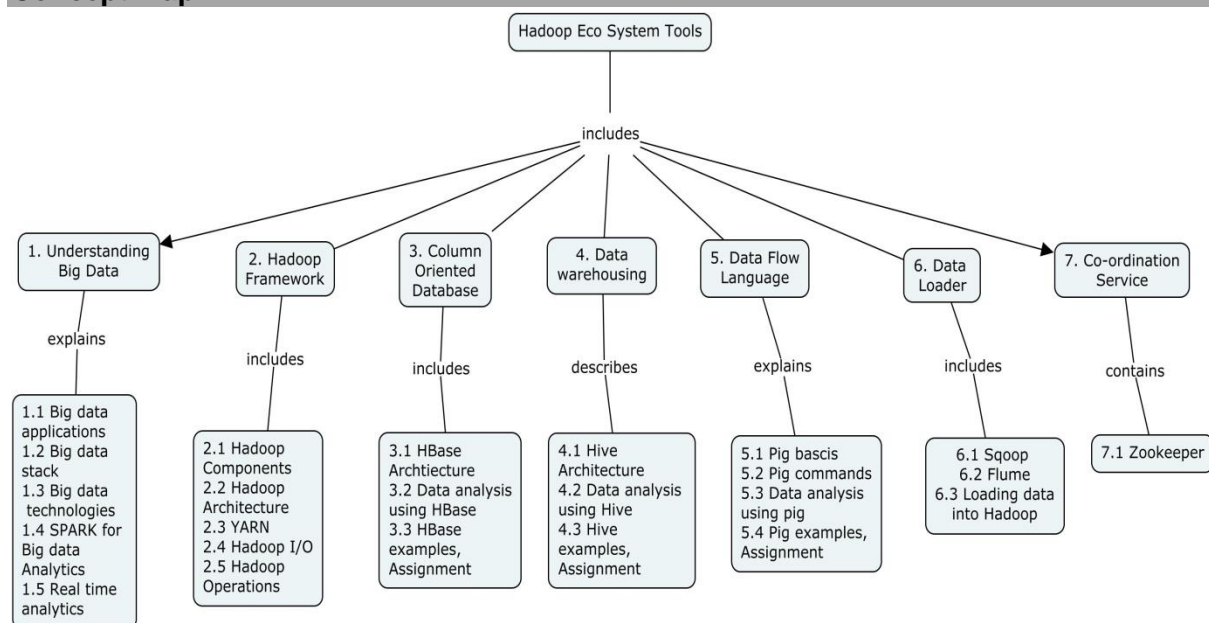 Concept Map
Hadoop Eco System Tools
includes
1. Understanding
Big Data
2. Hadoop
Framework
3. Column
Oriented
Database
4. Data
warehousing
5. Data Flow
Language
6. Data
Loader
7. Co-ordination
Service
explains
includes
includes
describes
explains
includes
contains
1.1 Big data
applications
1.2 Big data
stack
1.3 Big data
technologies
1.4 SPARK for
Big data
Analytics
1.5 Real time
analytics
2.1 Hadoop
Components
2.2 Hadoop
Architecture
2.3 YARN
2.4 Hadoop I/O
2.5 Hadoop
Operations
3.1 HBase
Archtiecture
3.2 Data analysis
using HBase
3.3 HBase
examples,
Assignment
4.1 Hive
Architecture
4.2 Data analysis
using Hive
4.3 Hive
examples,
Assignment
5.1 Pig bascis
5.2 Pig commands
5.3 Data analysis
using pig
5.4 Pig examples,
Assignment
6.1 Sqoop
6.2 Flume
6.3 Loading data
into Hadoop
7.1 Zookeeper